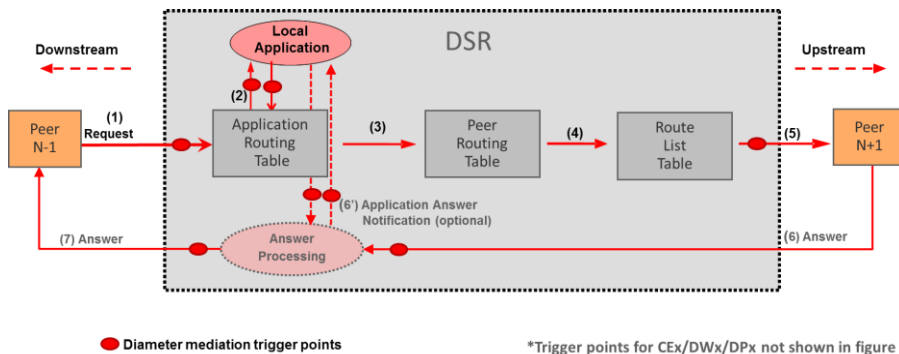 Downstream
Local
Application
DSR
Upstream
(1)
Request
(2)
(3)
(4)
(5)
Peer
N-1
Application
Routing
Table
Peer
Routing
Table
Route
List
Table
Peer
N+1
(6') Application Answer
Notification (optional)
(7) Answer
Answer
Processing
(6) Answer
Diameter mediation trigger points
*Trigger points for CEx/DWx/DPx not shown in figure